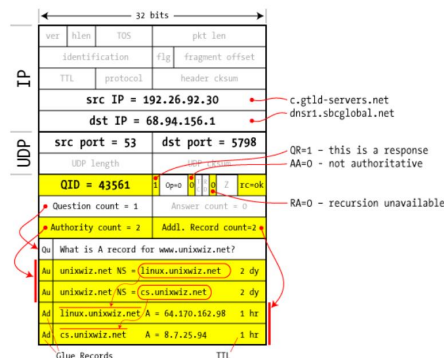 32 bits
ver hlen TOS pkt len
identification flg fragment offset
TTL protocol header cksum
IP
src IP = 192.26.92.30
c.gtld-servers.net
dst IP = 68.94.156.1
dnsr1.sbcglobal.net
UDP
src port = 53 dst port = 5798
UDP length UDP cksum
QR=1 - this is a response
AA=0 - not authoritative
QID = 43561 1 Op=0 0 0 Z rc=ok
RA=0 - recursion unavailable
Question count = 1 Answer count = 0
Authority count = 2 Addl. Record count=2
Qu What is A record for www.unixwiz.net?
Au unixwiz.net NS = linux.unixwiz.net 2 dy
Au unixwiz.net NS = cs.unixwiz.net 2 dy
Ad linux.unixwiz.net A = 64.170.162.98 1 hr
Ad cs.unixwiz.net A = 8.7.25.94 1 hr
Glue Records TTL